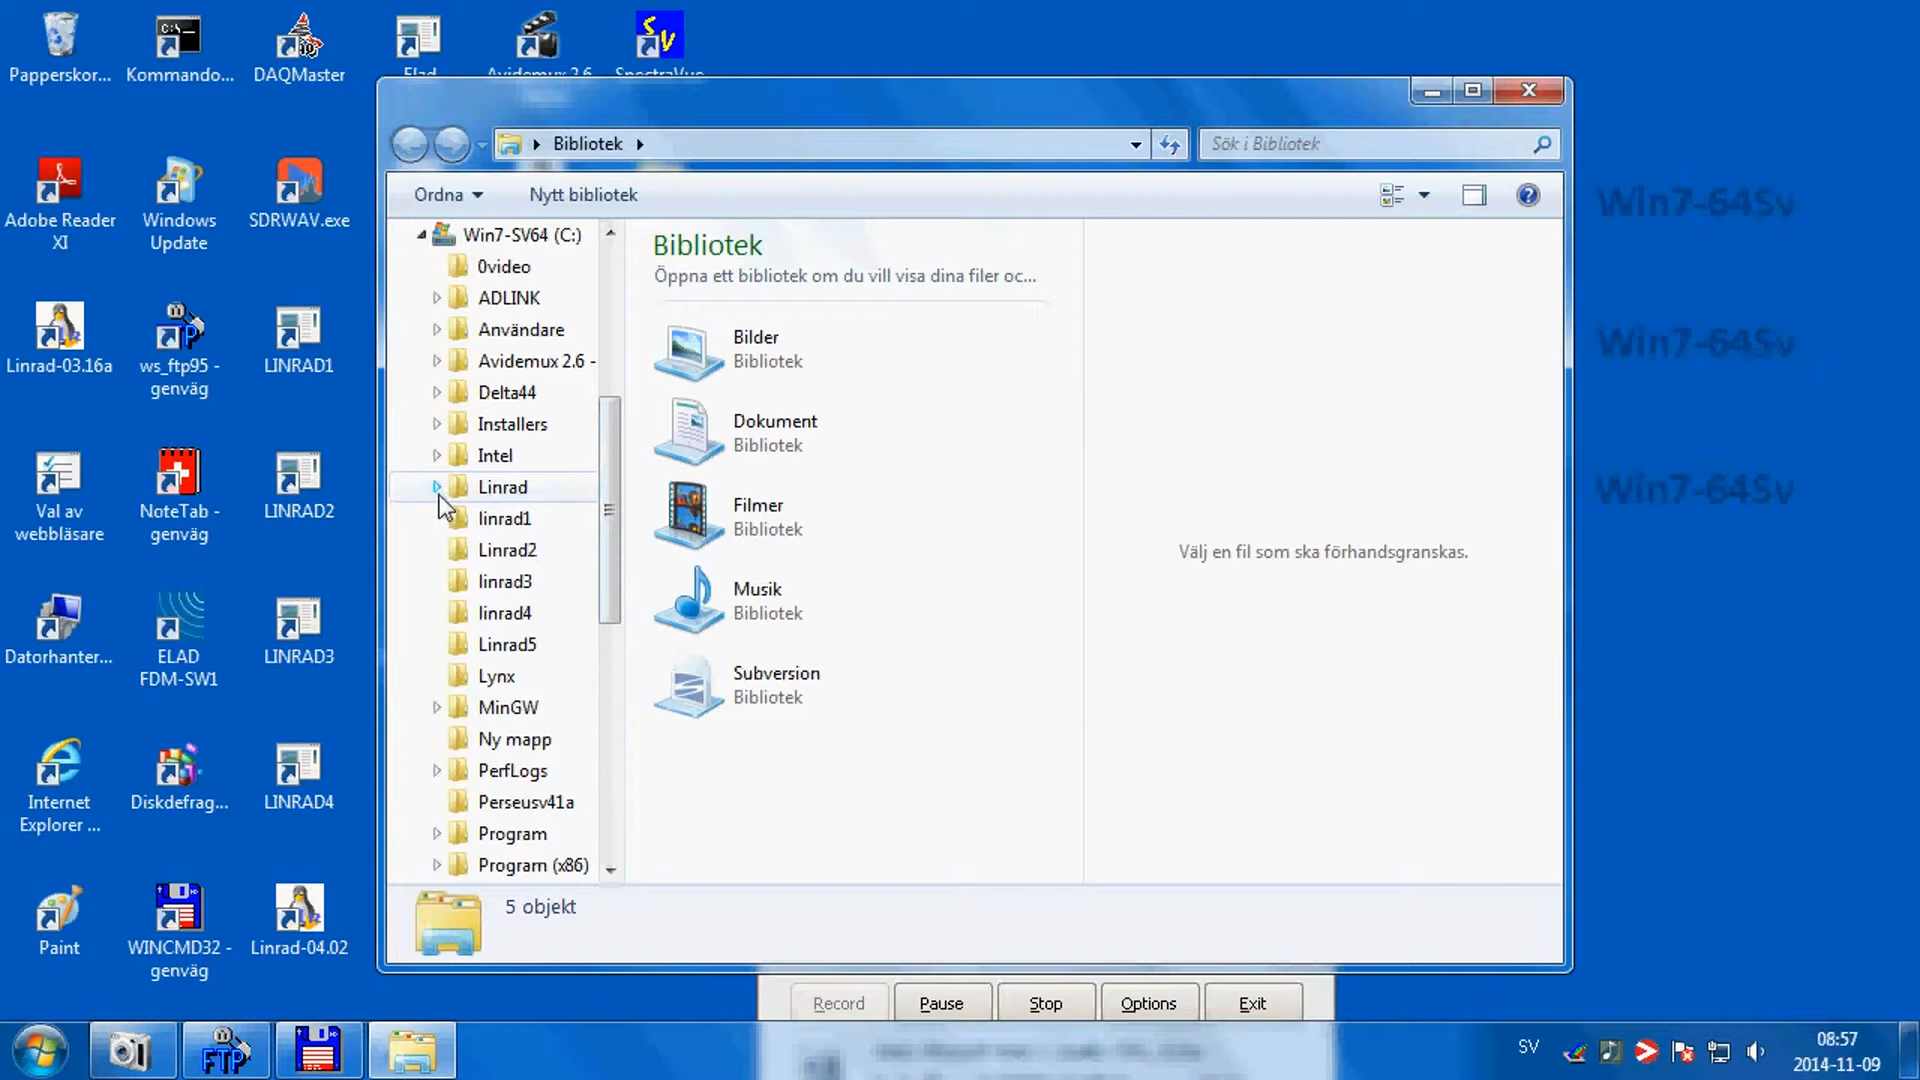 Papperskor...
Kommando...
DAQMaster
Elad
Avidemux 2.6
SpectraVue
Adobe Reader
XI
Windows
Update
SDRWAV.exe
Linrad-03.16a
ws_ftp95 -
genväg
LINRAD1
Val av
webbläsare
NoteTab -
genväg
LINRAD2
Datorhanter...
ELAD
FDM-SW1
LINRAD3
Internet
Explorer ...
Diskdefrag...
LINRAD4
Paint
WINCMD32 -
genväg
Linrad-04.02
Bibliotek
Sök i Bibliotek
Ordna
Nytt bibliotek
Win7-SV64 (C:)
0video
ADLINK
Användare
Avidemux 2.6 -
Delta44
Installers
Intel
Linrad
linrad1
Linrad2
linrad3
linrad4
Linrad5
Lynx
MinGW
Ny mapp
PerfLogs
Perseusv41a
Program
Program (x86)
Bibliotek
Öppna ett bibliotek om du vill visa dina filer oc...
Bilder
Bibliotek
Dokument
Bibliotek
Filmer
Bibliotek
Musik
Bibliotek
Subversion
Bibliotek
Välj en fil som ska förhandsgranskas.
5 objekt
Win7-64Sv
Win7-64Sv
Win7-64Sv
Record
Pause
Stop
Options
Exit
FTP
SV
08:57
2014-11-09